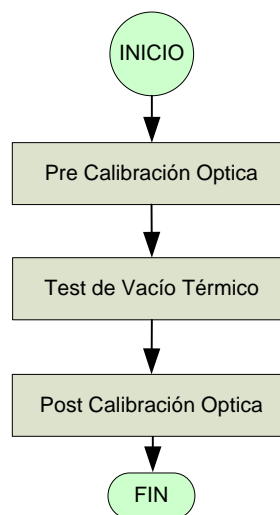 INICIO
Pre Calibración Optica
Test de Vacío Térmico
Post Calibración Optica
FIN